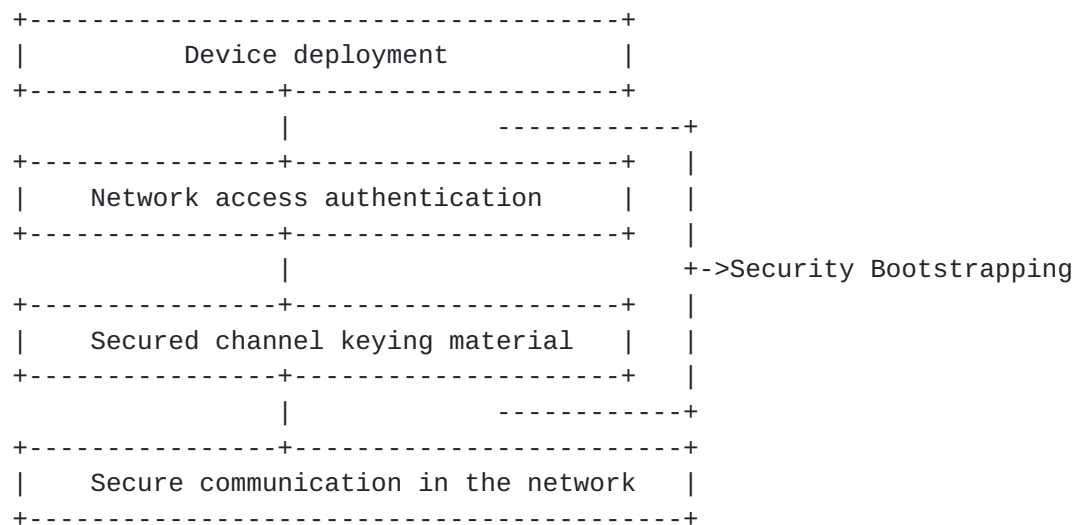 Device deployment
Network access authentication
->Security Bootstrapping
Secured channel keying material
Secure communication in the network